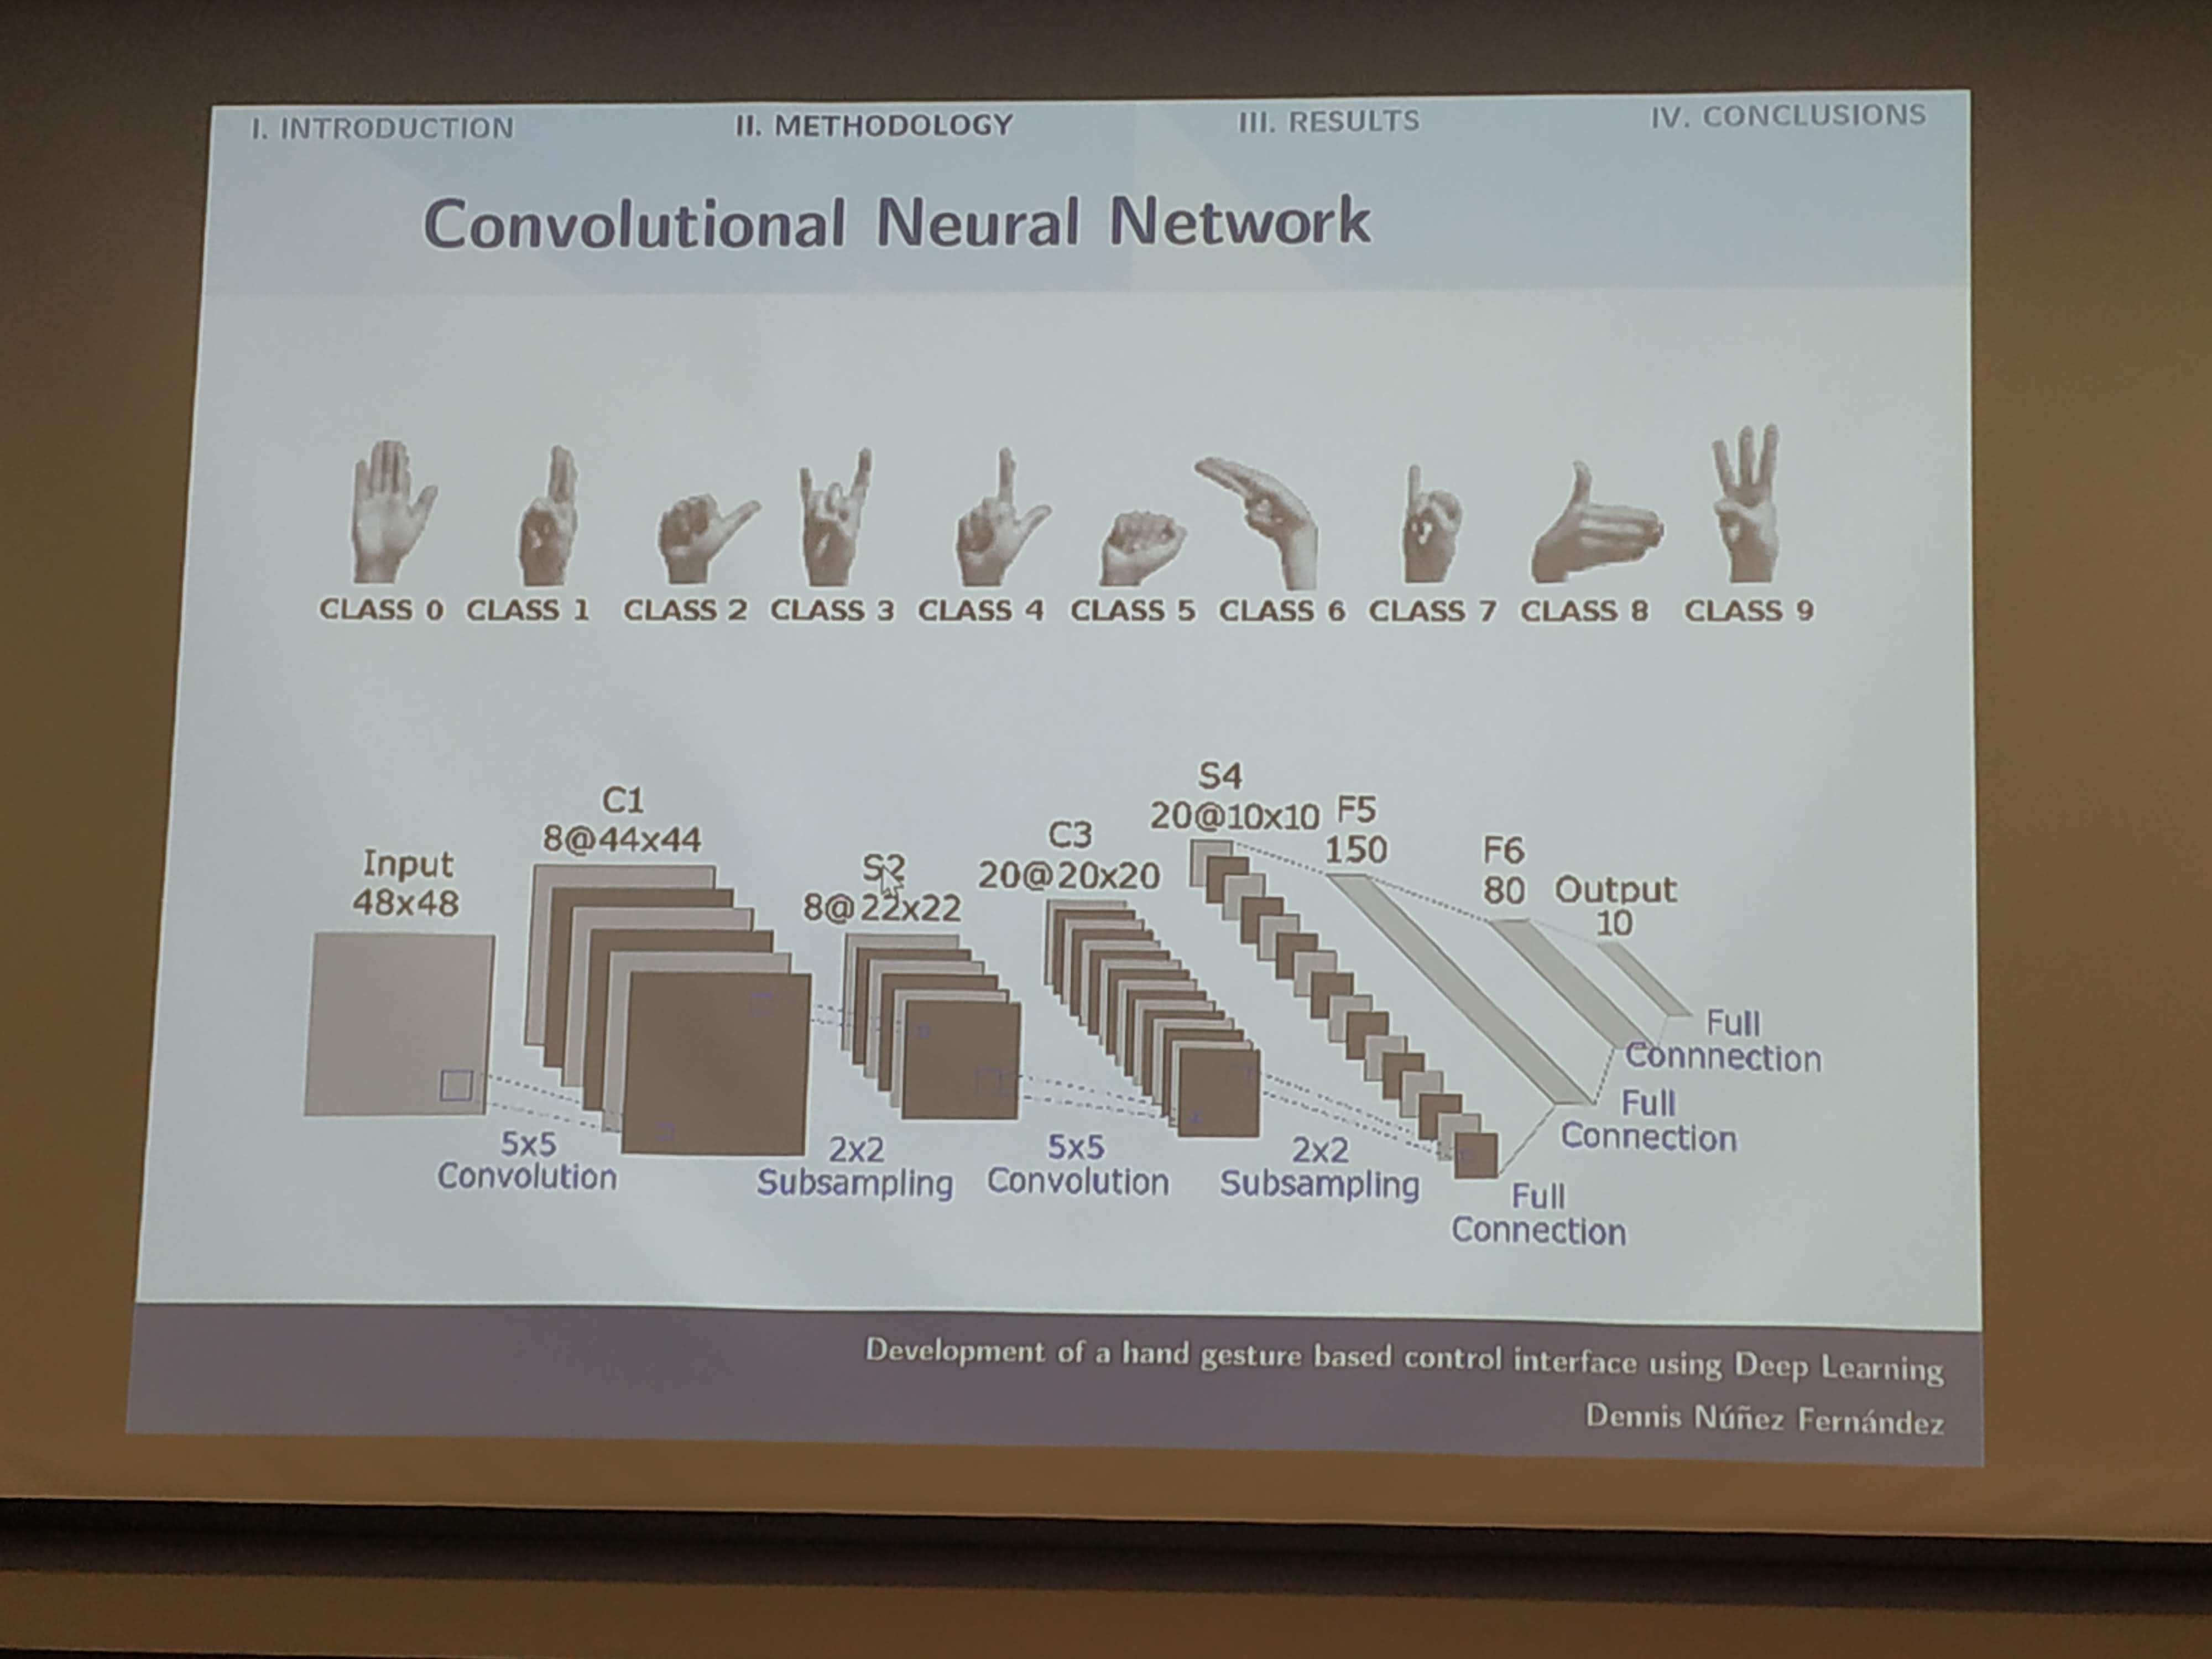 I. INTRODUCTION II. METHODOLOGY III. RESULTS IV. CONCLUSIONS
Convolutional Neural Network
CLASS 0 CLASS 1 CLASS 2 CLASS 3 CLASS 4 CLASS 5 CLASS 6 CLASS 7 CLASS 8 CLASS 9
Input
48x48
C1
8@44x44
S2
8@22x22
C3
20@20x20
S4
20@10x10
F5
150
F6
80
Output
10
5x5
Convolution
2x2
Subsampling
5x5
Convolution
2x2
Subsampling
Full
Connection
Full
Connection
Full
Connnection
Development of a hand gesture based control interface using Deep Learning
Dennis Núñez Fernández